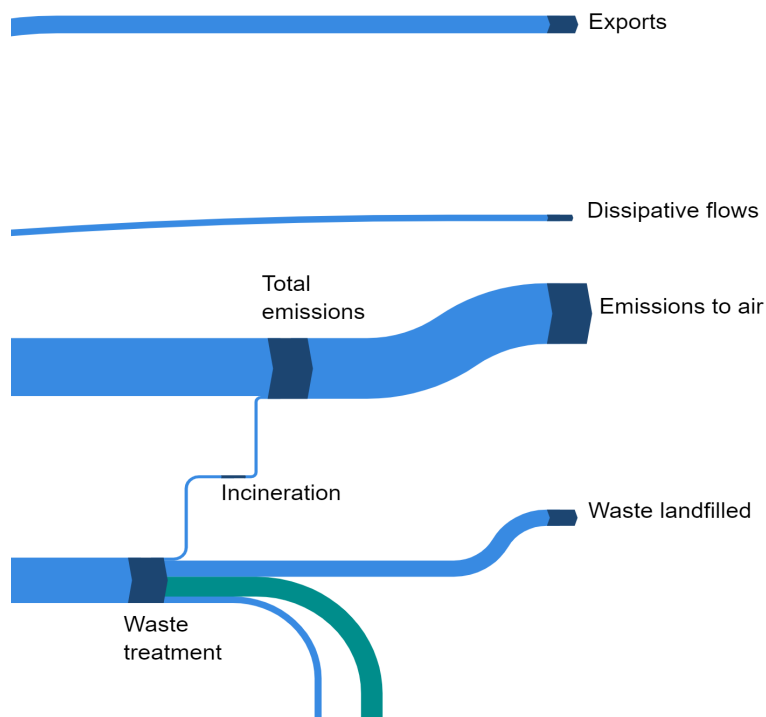 Exports
Dissipative flows
Total
emissions
Emissions to air
Incineration
Waste landfilled
Waste
treatment